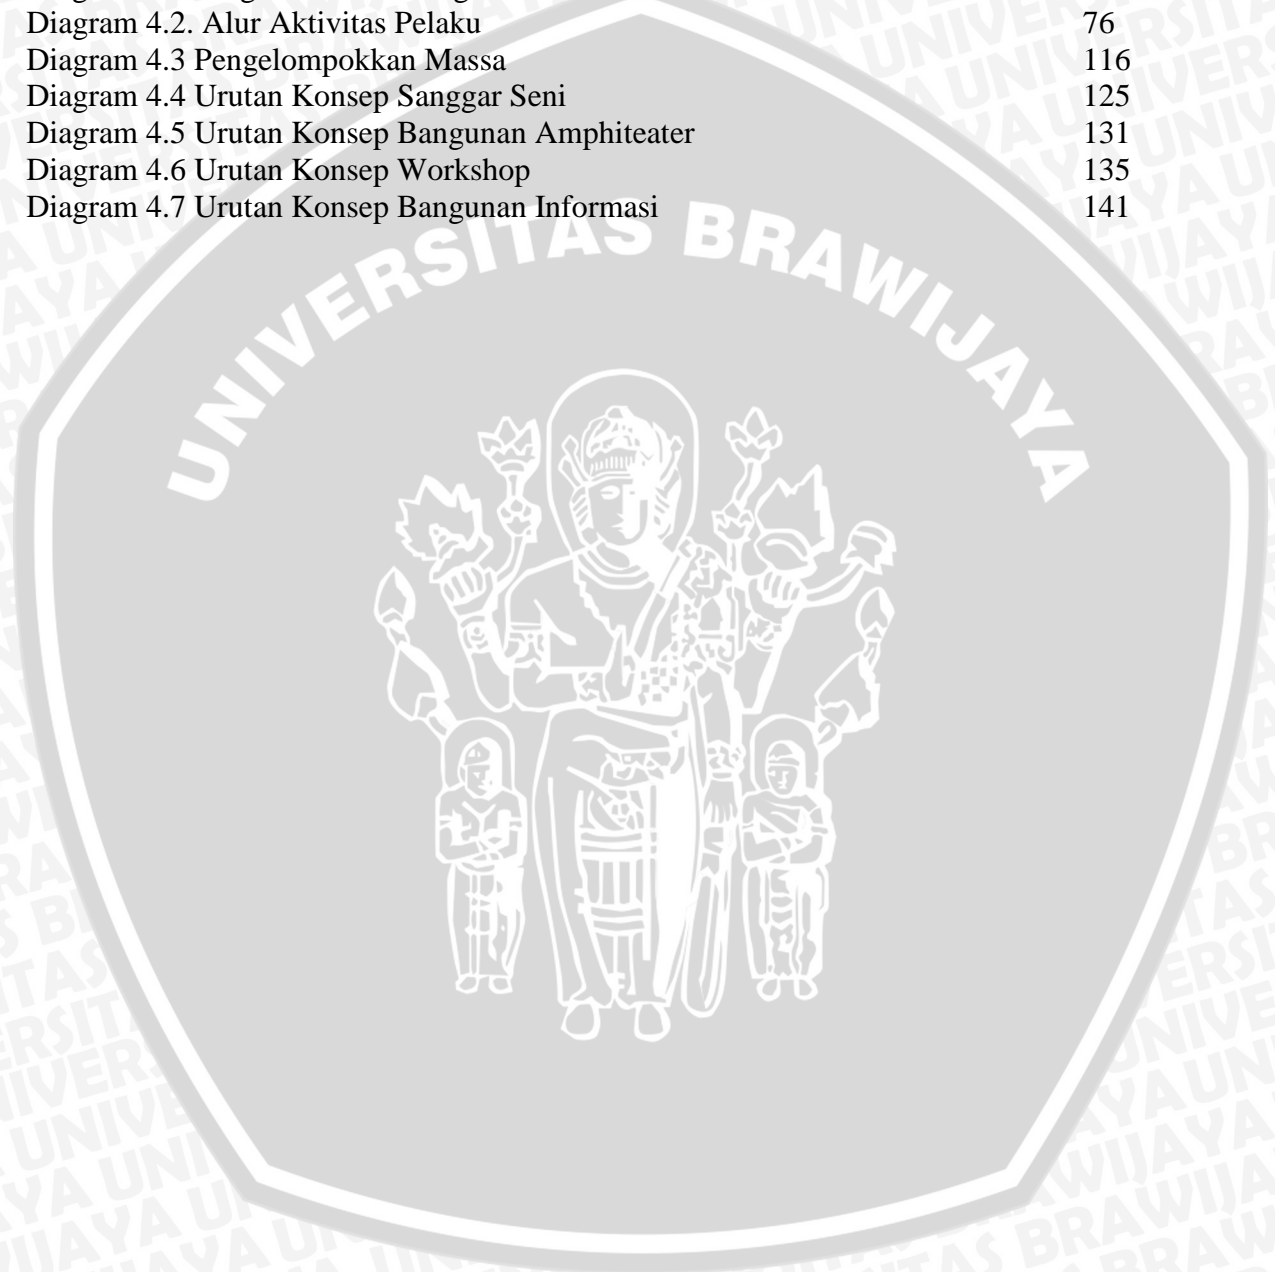 Diagram 4.2. Alur Aktivitas Pelaku 76
Diagram 4.3 Pengelompokkan Massa 116
Diagram 4.4 Urutan Konsep Sanggar Seni 125
Diagram 4.5 Urutan Konsep Bangunan Amphiteater 131
Diagram 4.6 Urutan Konsep Workshop 135
Diagram 4.7 Urutan Konsep Bangunan Informasi 141
UNIVERSITAS BRAWIJAYA